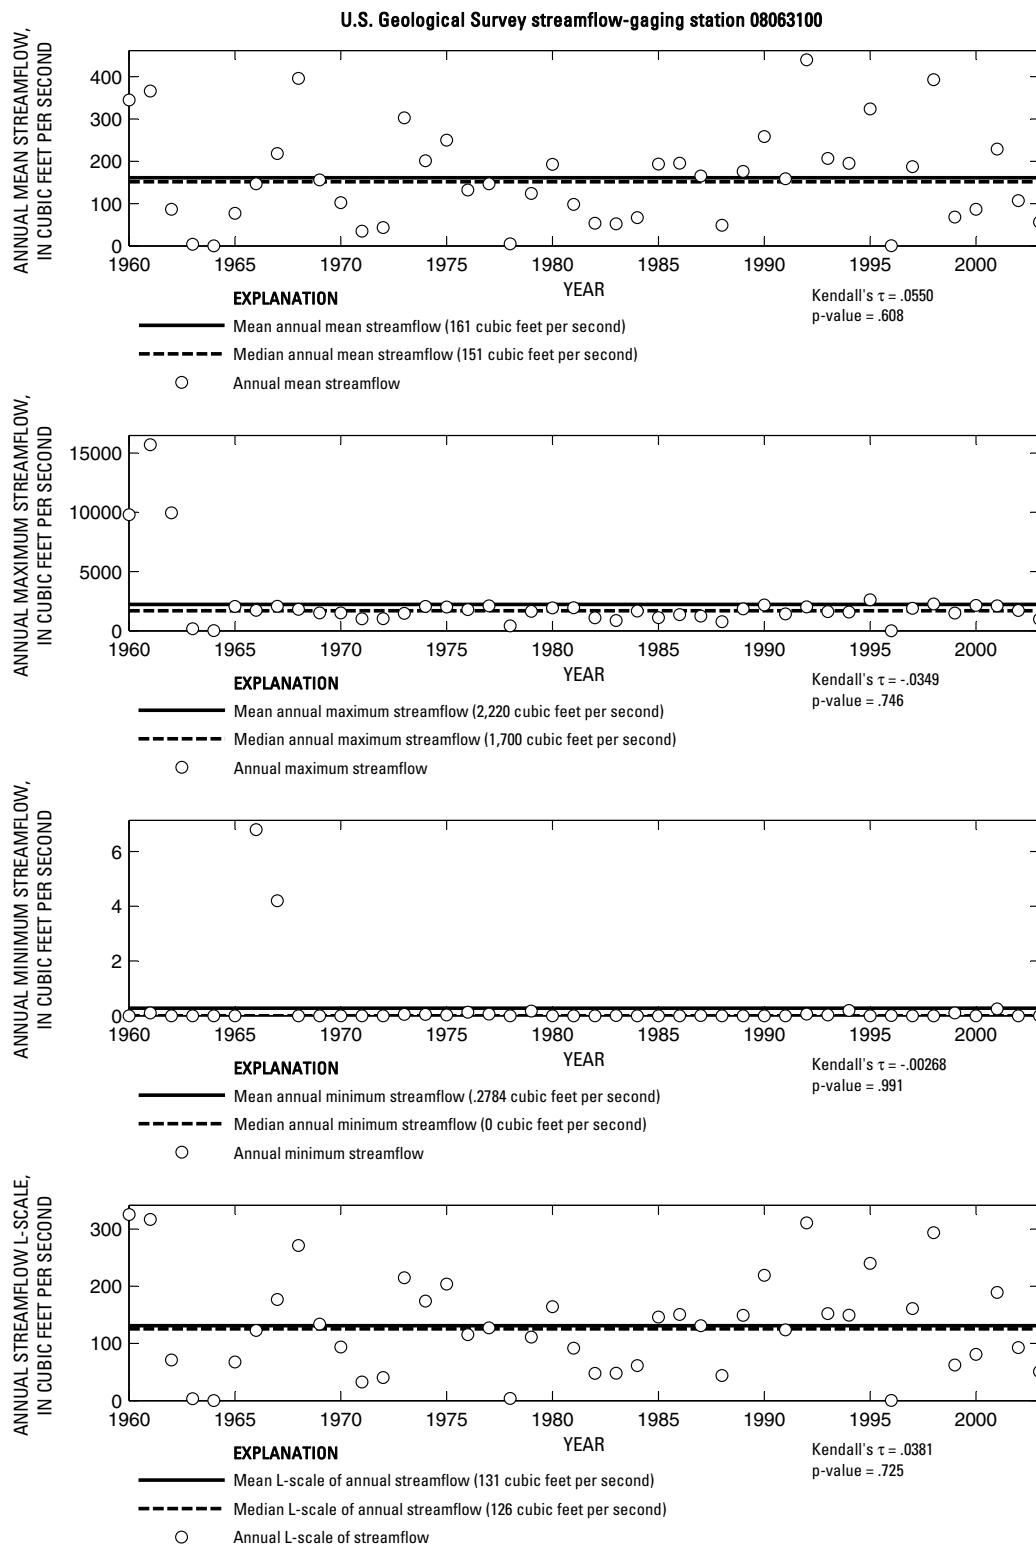 U.S. Geological Survey streamflow-gaging station 08063100
ANNUAL MEAN STREAMFLOW,
IN CUBIC FEET PER SECOND
400
300
200
100
0
1960 1965 1970 1975 1980 1985 1990 1995 2000
YEAR
Kendall's τ = .0550
p-value = .608
EXPLANATION
Mean annual mean streamflow (161 cubic feet per second)
Median annual mean streamflow (151 cubic feet per second)
Annual mean streamflow
ANNUAL MAXIMUM STREAMFLOW,
IN CUBIC FEET PER SECOND
15000
10000
5000
0
1960 1965 1970 1975 1980 1985 1990 1995 2000
YEAR
Kendall's τ = -.0349
p-value = .746
EXPLANATION
Mean annual maximum streamflow (2,220 cubic feet per second)
Median annual maximum streamflow (1,700 cubic feet per second)
Annual maximum streamflow
ANNUAL MINIMUM STREAMFLOW,
IN CUBIC FEET PER SECOND
6
4
2
0
1960 1965 1970 1975 1980 1985 1990 1995 2000
YEAR
Kendall's τ = -.00268
p-value = .991
EXPLANATION
Mean annual minimum streamflow (.2784 cubic feet per second)
Median annual minimum streamflow (0 cubic feet per second)
Annual minimum streamflow
ANNUAL STREAMFLOW L-SCALE,
IN CUBIC FEET PER SECOND
300
200
100
0
1960 1965 1970 1975 1980 1985 1990 1995 2000
YEAR
Kendall's τ = .0381
p-value = .725
EXPLANATION
Mean L-scale of annual streamflow (131 cubic feet per second)
Median L-scale of annual streamflow (126 cubic feet per second)
Annual L-scale of streamflow